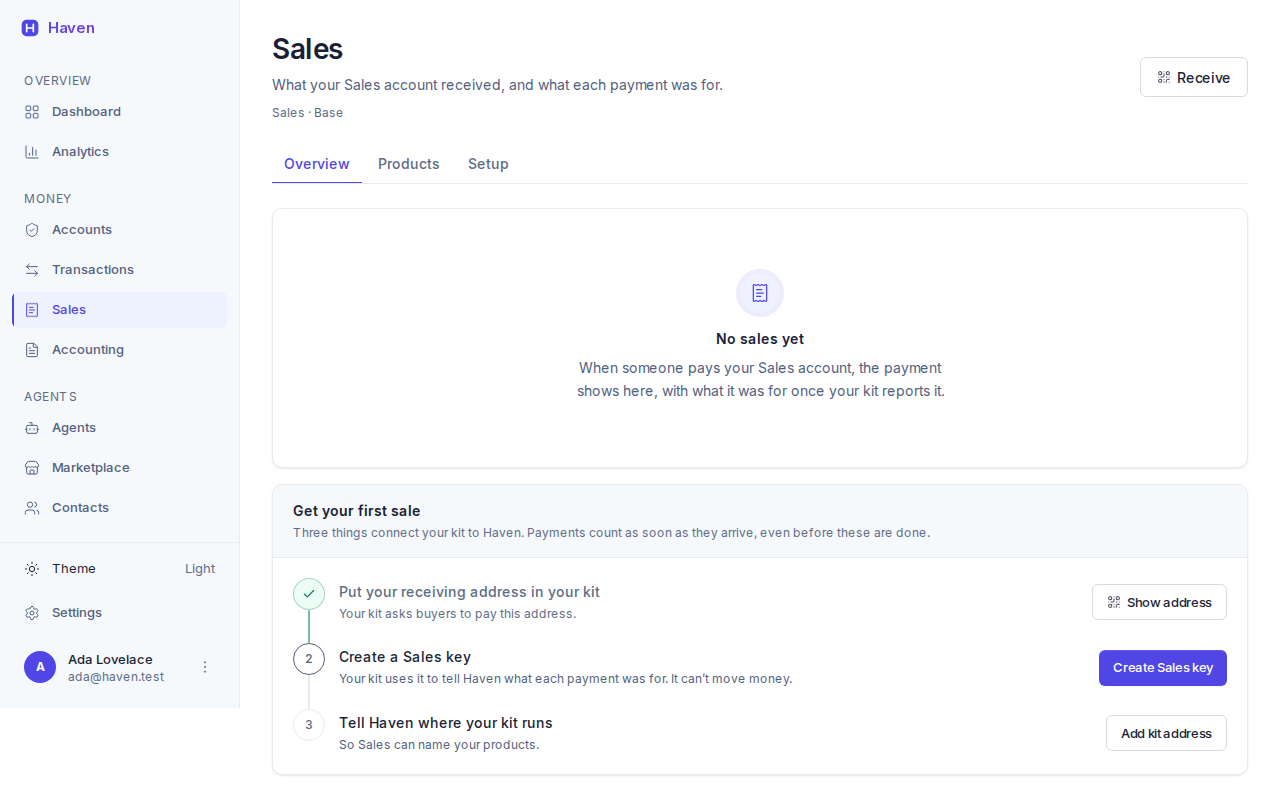 Haven
OVERVIEW
Dashboard
Analytics
MONEY
Accounts
Transactions
Sales
Accounting
AGENTS
Agents
Marketplace
Contacts
Theme Light
Settings
A
Ada Lovelace
ada@haven.test
Sales
What your Sales account received, and what each payment was for.
Sales · Base
Receive
Overview Products Setup
No sales yet
When someone pays your Sales account, the payment
shows here, with what it was for once your kit reports it.
Get your first sale
Three things connect your kit to Haven. Payments count as soon as they arrive, even before these are done.
Put your receiving address in your kit
Your kit asks buyers to pay this address.
Show address
2
Create a Sales key
Your kit uses it to tell Haven what each payment was for. It can’t move money.
Create Sales key
3
Tell Haven where your kit runs
So Sales can name your products.
Add kit address